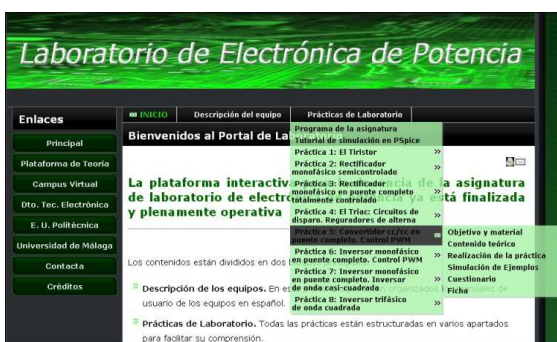 Laboratorio de Electrónica de Potencia
Enlaces
Principal
Plataforma de Teoría
Campus Virtual
Dto. Tec. Electrónica
E. U. Politécnica
Universidad de Málaga
Contacta
Créditos
INICIO
Descripción del equipo
Prácticas de Laboratorio
Bienvenidos al Portal de La
Programa de la asignatura
Tutorial de simulación en PSpice
Práctica 1: El Tiristor »
Práctica 2: Rectificador
monofásico semicontrolado »
Práctica 3: Rectificador
monofásico en puente completo
totalmente controlado »
Práctica 4: El Triac: Circuitos de
disparo. Reguradores de alterna »
Práctica 5: Convertidor cc/cc en
puente completo. Control PWM
Práctica 6: Inversor monofásico
en puente completo. Control PWM »
Práctica 7: Inversor monofásico
en puente completo. Inversor
de onda casi-cuadrada »
Práctica 8: Inversor trifásico
de onda cuadrada »
Objetivo y material
Contenido teórico
Realización de la práctica
Simulación de Ejemplos
Cuestionario
Ficha
La plataforma interactiva de la asignatura
de laboratorio de electró ya está finalizada
y plenamente operativa
Los contenidos están divididos en dos
Descripción de los equipos. En es organizados
usuario de los equipos en español.
Prácticas de Laboratorio. Todas las prácticas están estructuradas en varios apartados
para facilitar su comprensión.